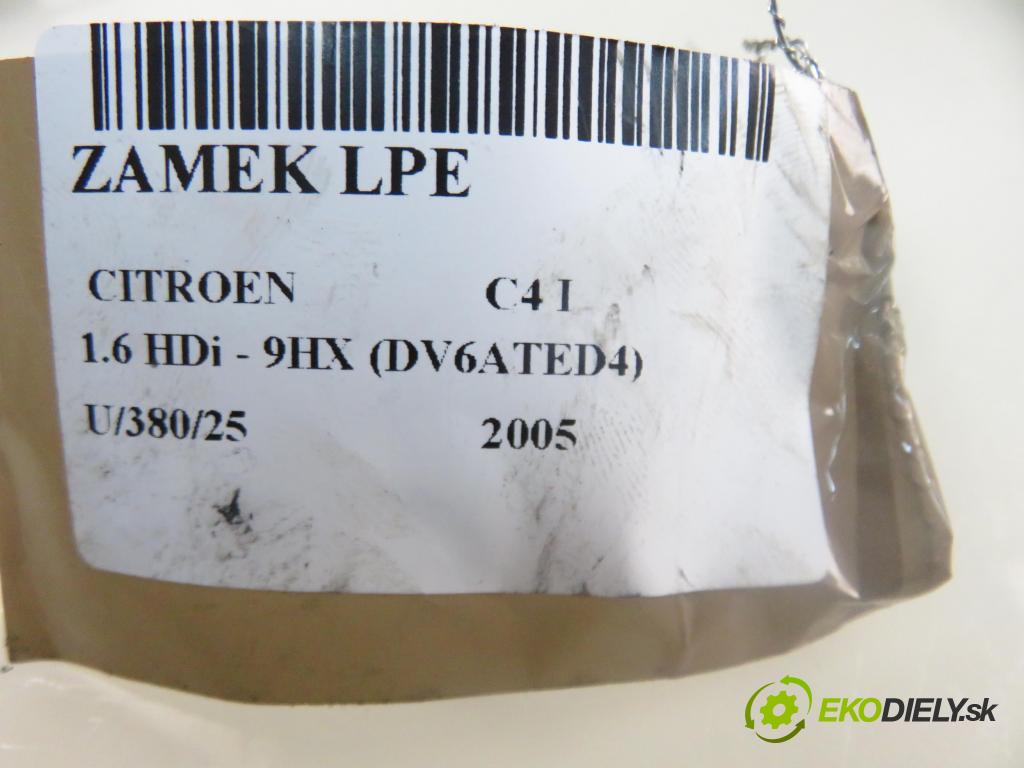 ZAMEK LPE
CITROEN C4 I
1.6 HDi - 9HX (DV6ATED4)
U/380/25 2005
EKODIELY.sk